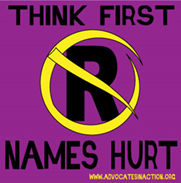 THINK FIRST
R
NAMES HURT
WWW.ADVOCATESINACTION.ORG